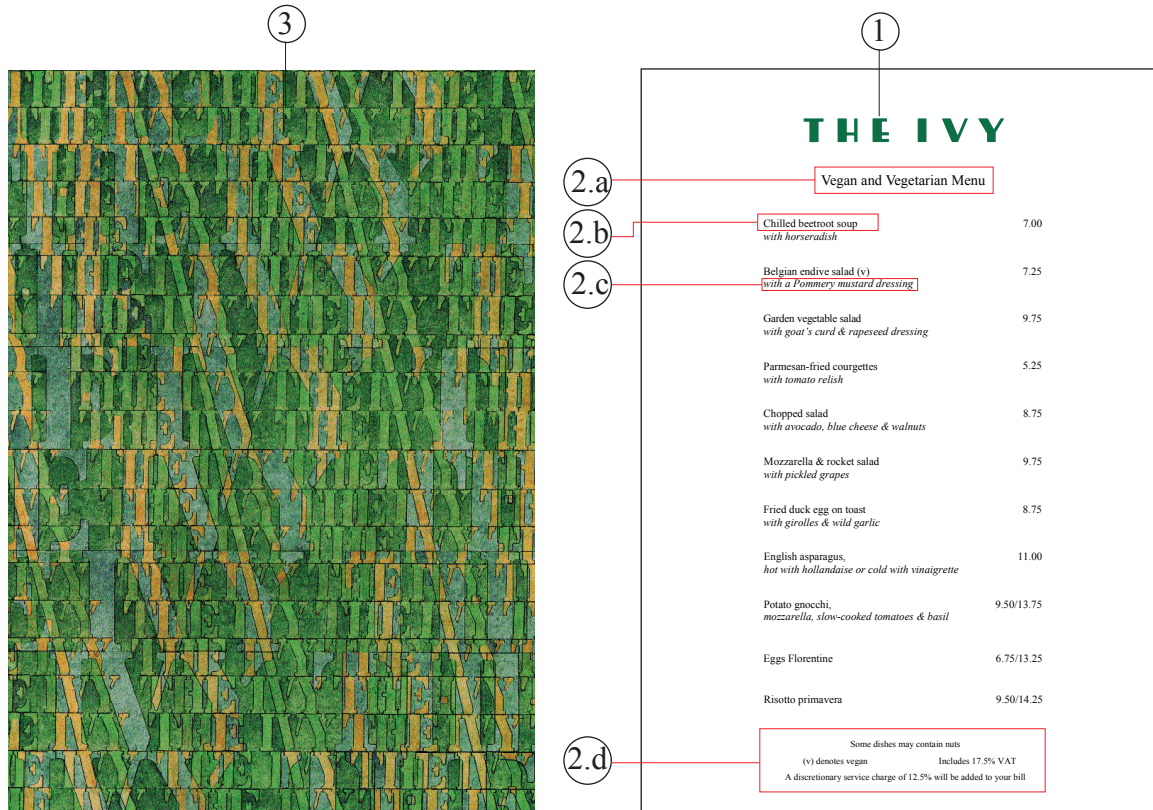 3
1
THE IVY
2.a
Vegan and Vegetarian Menu
2.b
Chilled beetroot soup 7.00
with horseradish
2.c
Belgian endive salad (v) 7.25
with a Pommery mustard dressing
Garden vegetable salad 9.75
with goat's curd & rapeseed dressing
Parmesan-fried courgettes 5.25
with tomato relish
Chopped salad 8.75
with avocado, blue cheese & walnuts
Mozzarella & rocket salad 9.75
with pickled grapes
Fried duck egg on toast 8.75
with girolles & wild garlic
English asparagus, 11.00
hot with hollandaise or cold with vinaigrette
Potato gnocchi, 9.50/13.75
mozzarella, slow-cooked tomatoes & basil
Eggs Florentine 6.75/13.25
Risotto primavera 9.50/14.25
2.d
Some dishes may contain nuts
(v) denotes vegan Includes 17.5% VAT
A discretionary service charge of 12.5% will be added to your bill